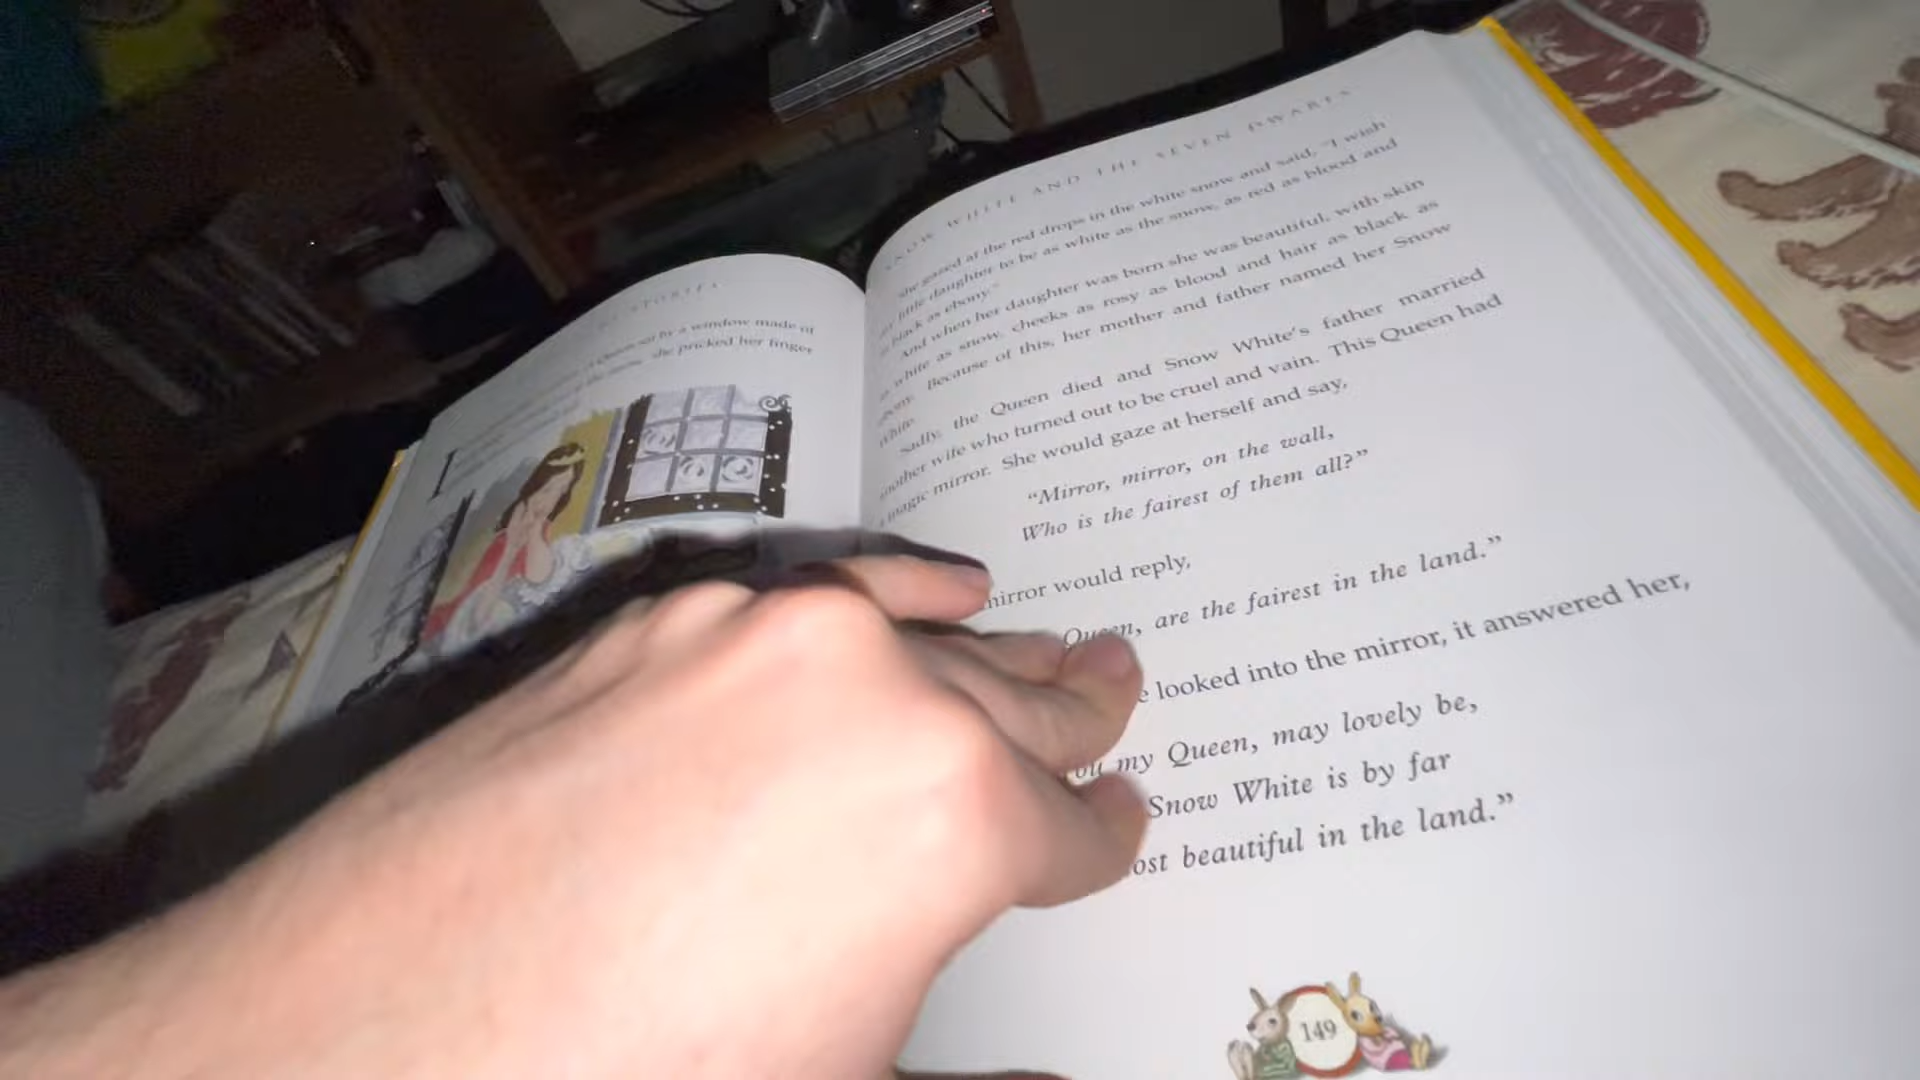 STORIES
by a window made of
she pricked her finger
I
SNOW WHITE AND THE SEVEN DWARFS
she gazed at the red drops in the white snow and said, "I wish
little daughter to be as white as the snow, as red as blood and
black as ebony."
And when her daughter was born she was beautiful, with skin
white as snow, cheeks as rosy as blood and hair as black as
ebony. Because of this, her mother and father named her Snow
White.
Sadly, the Queen died and Snow White's father married
another wife who turned out to be cruel and vain. This Queen had
magic mirror. She would gaze at herself and say,
"Mirror, mirror, on the wall,
Who is the fairest of them all?"
mirror would reply,
Queen, are the fairest in the land."
looked into the mirror, it answered her,
my Queen, may lovely be,
Snow White is by far
beautiful in the land."
149